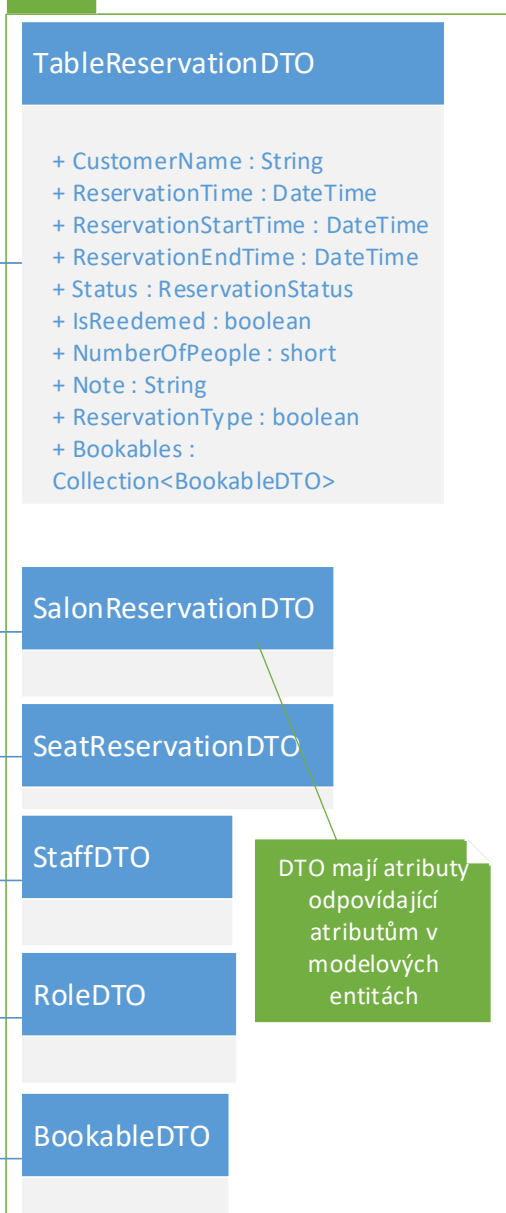 TableReservationDTO
+ CustomerName : String
+ ReservationTime : DateTime
+ ReservationStartTime : DateTime
+ ReservationEndTime : DateTime
+ Status : ReservationStatus
+ IsReedemed : boolean
+ NumberOfPeople : short
+ Note : String
+ ReservationType : boolean
+ Bookables :
Collection<BookableDTO>
SalonReservationDTO
SeatReservationDTO
StaffDTO
DTO mají atributy
odpovídající
atributům v
modelových
entitách
RoleDTO
BookableDTO